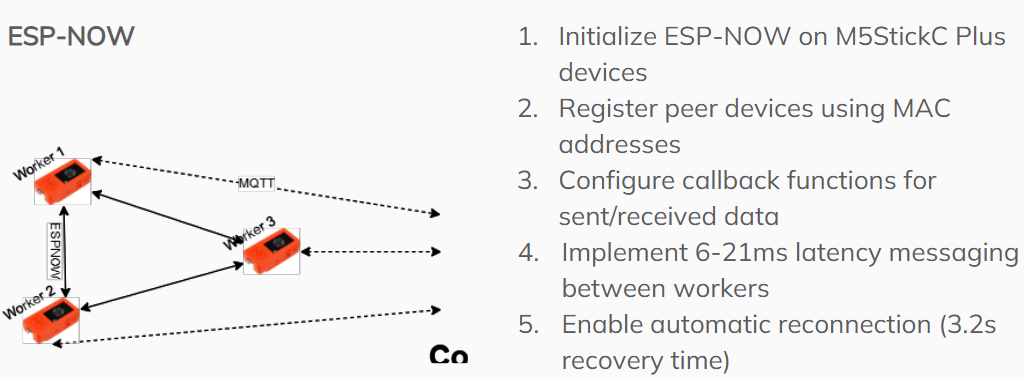 ESP-NOW
Worker 1
MQTT
Worker 3
ESPNOW
Worker 2
Co
1. Initialize ESP-NOW on M5StickC Plus
devices
2. Register peer devices using MAC
addresses
3. Configure callback functions for
sent/received data
4. Implement 6-21ms latency messaging
between workers
5. Enable automatic reconnection (3.2s
recovery time)